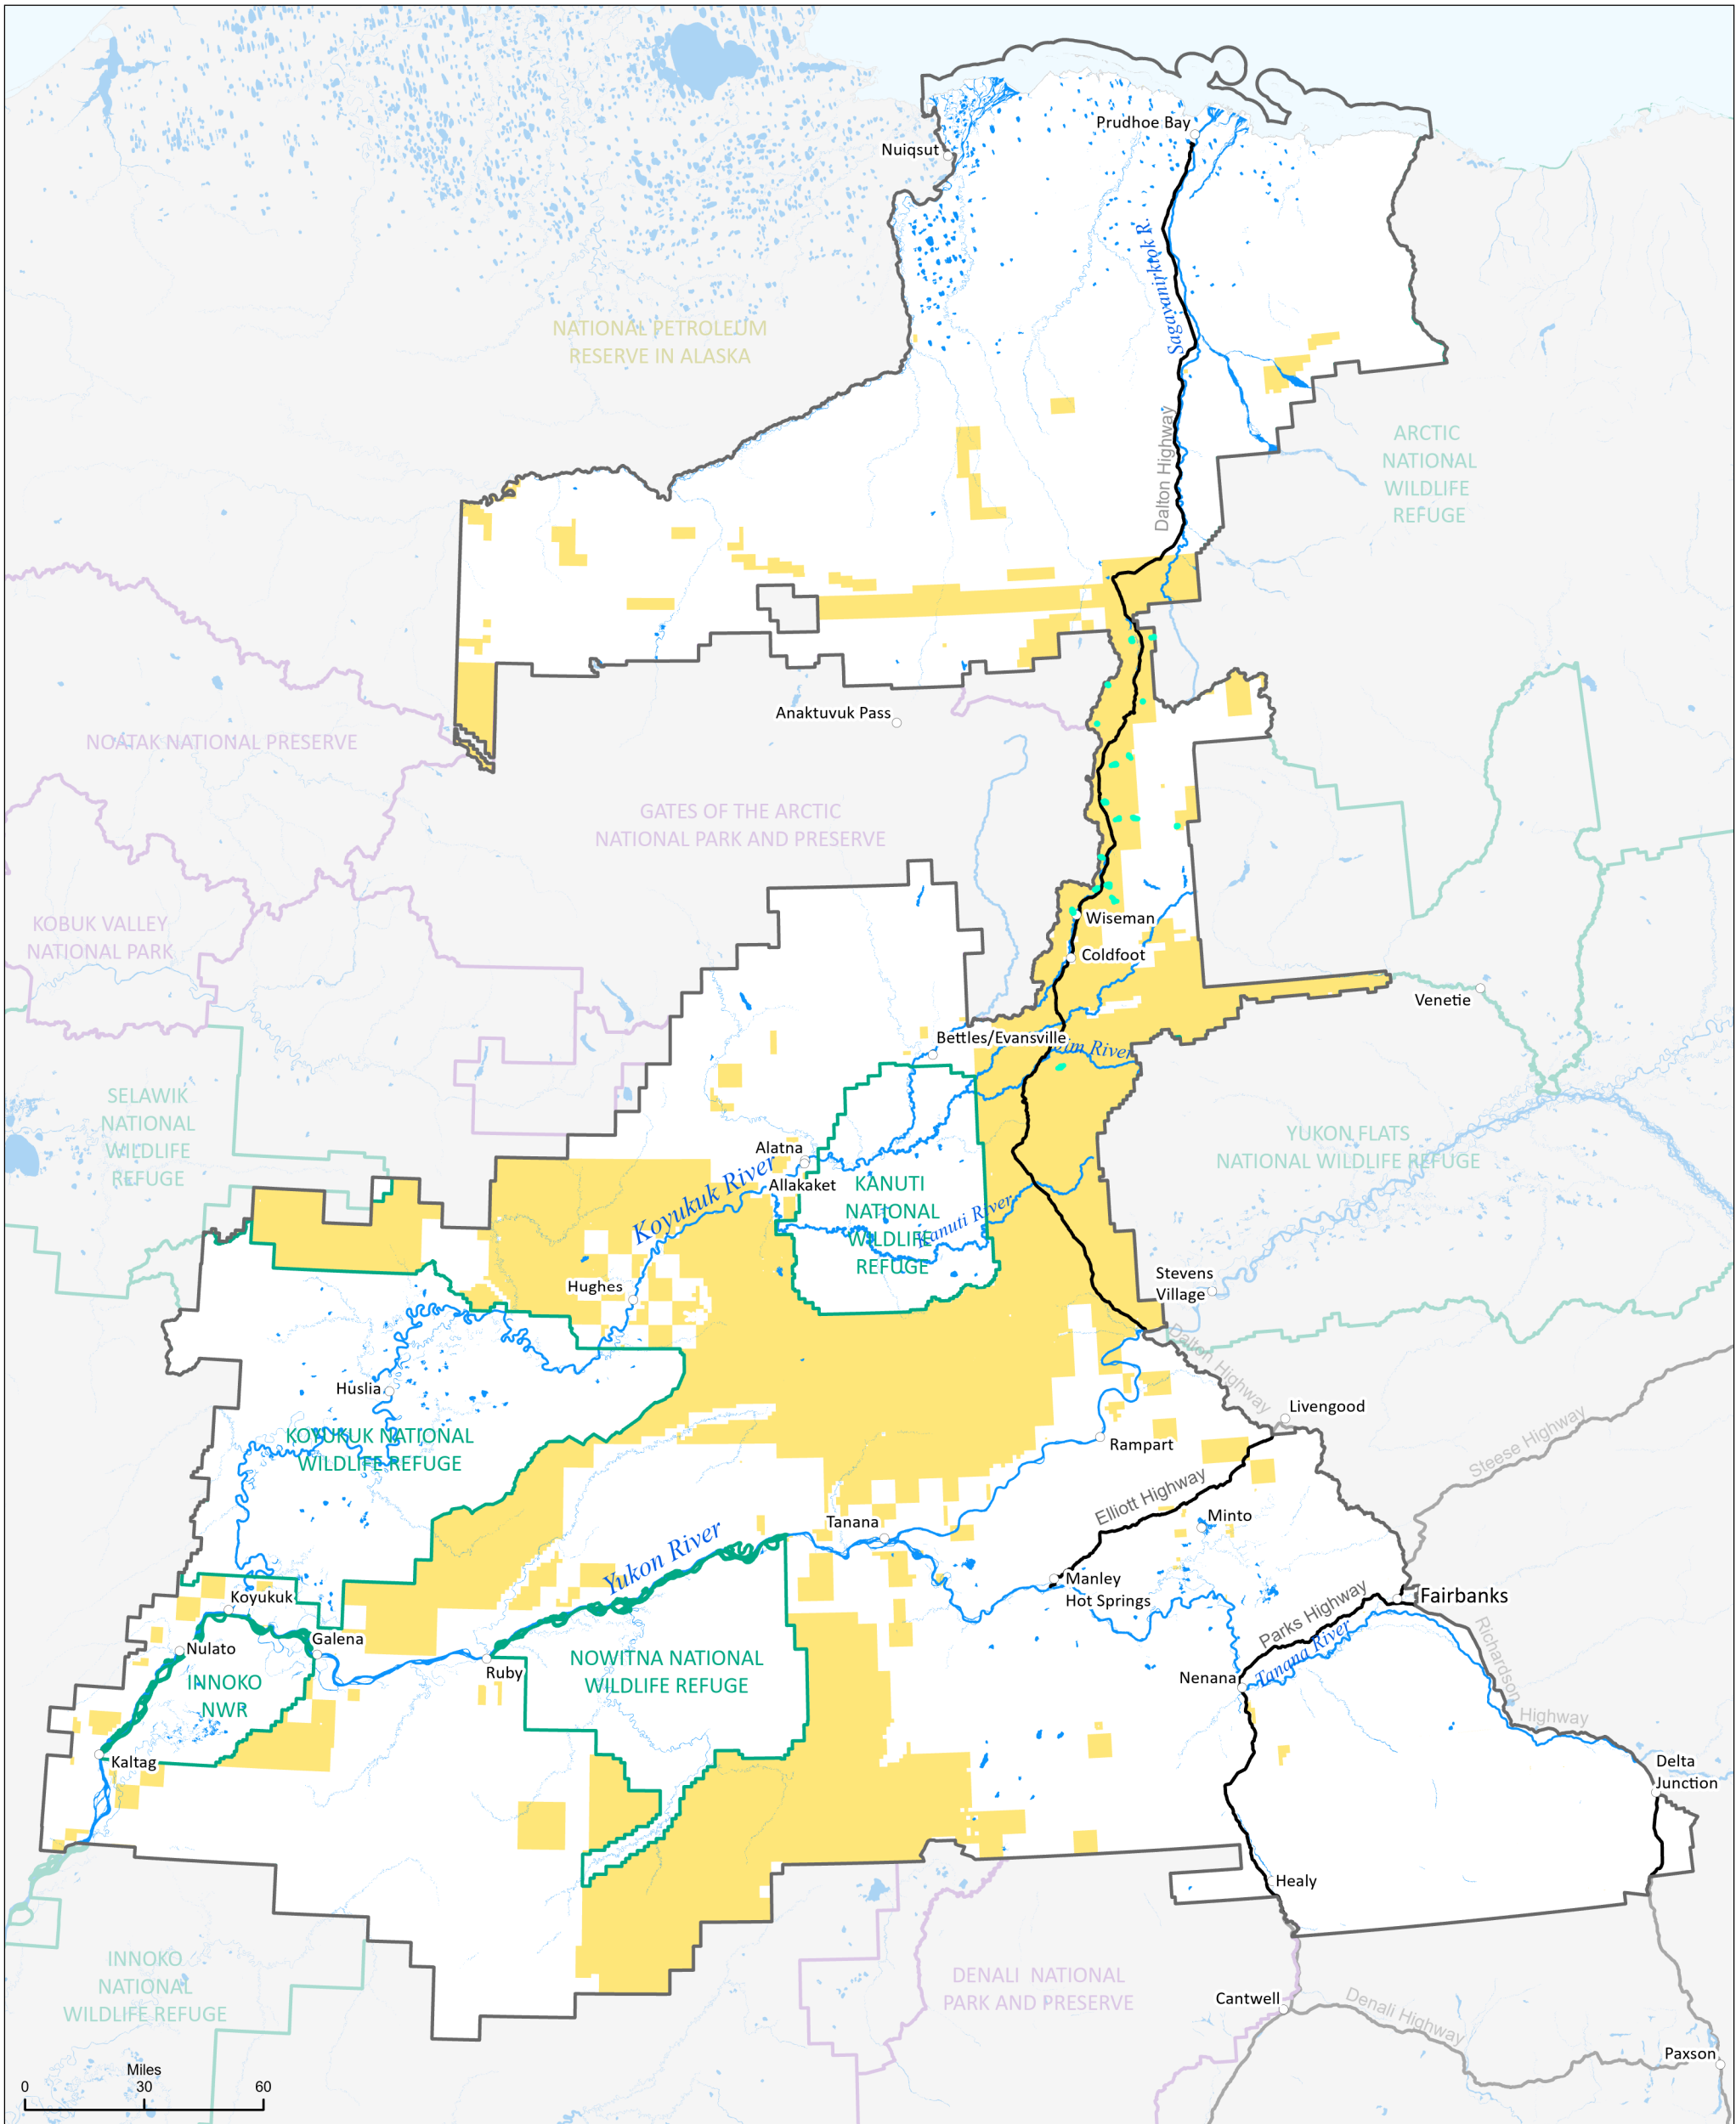 Prudhoe Bay
Nuiqsut
Sagavanirktok R.
NATIONAL PETROLEUM
RESERVE IN ALASKA
Dalton Highway
ARCTIC
NATIONAL
WILDLIFE
REFUGE
Anaktuvuk Pass
NOATAK NATIONAL PRESERVE
GATES OF THE ARCTIC
NATIONAL PARK AND PRESERVE
KOBUK VALLEY
NATIONAL PARK
Wiseman
Coldfoot
Venetie
Bettles/Evansville
River
SELAWIK
NATIONAL
WILDLIFE
REFUGE
YUKON FLATS
NATIONAL WILDLIFE REFUGE
Alatna
Allakaket
Koyukuk River
KANUTI
NATIONAL
WILDLIFE
REFUGE
Kanuti River
Hughes
Stevens
Village
Dalton Highway
Huslia
KOYUKUK NATIONAL
WILDLIFE REFUGE
Livengood
Rampart
Steese Highway
Elliott Highway
Minto
Tanana
Yukon River
Manley
Hot Springs
Parks Highway
Fairbanks
Koyukuk
Nulato
Galena
INNOKO
NWR
Ruby
NOWITNA NATIONAL
WILDLIFE REFUGE
Nenana
Tanana River
Richardson
Highway
Kaltag
Delta
Junction
Healy
INNOKO
NATIONAL
WILDLIFE REFUGE
DENALI NATIONAL
PARK AND PRESERVE
Cantwell
Denali Highway
Paxson
Miles
0 30 60